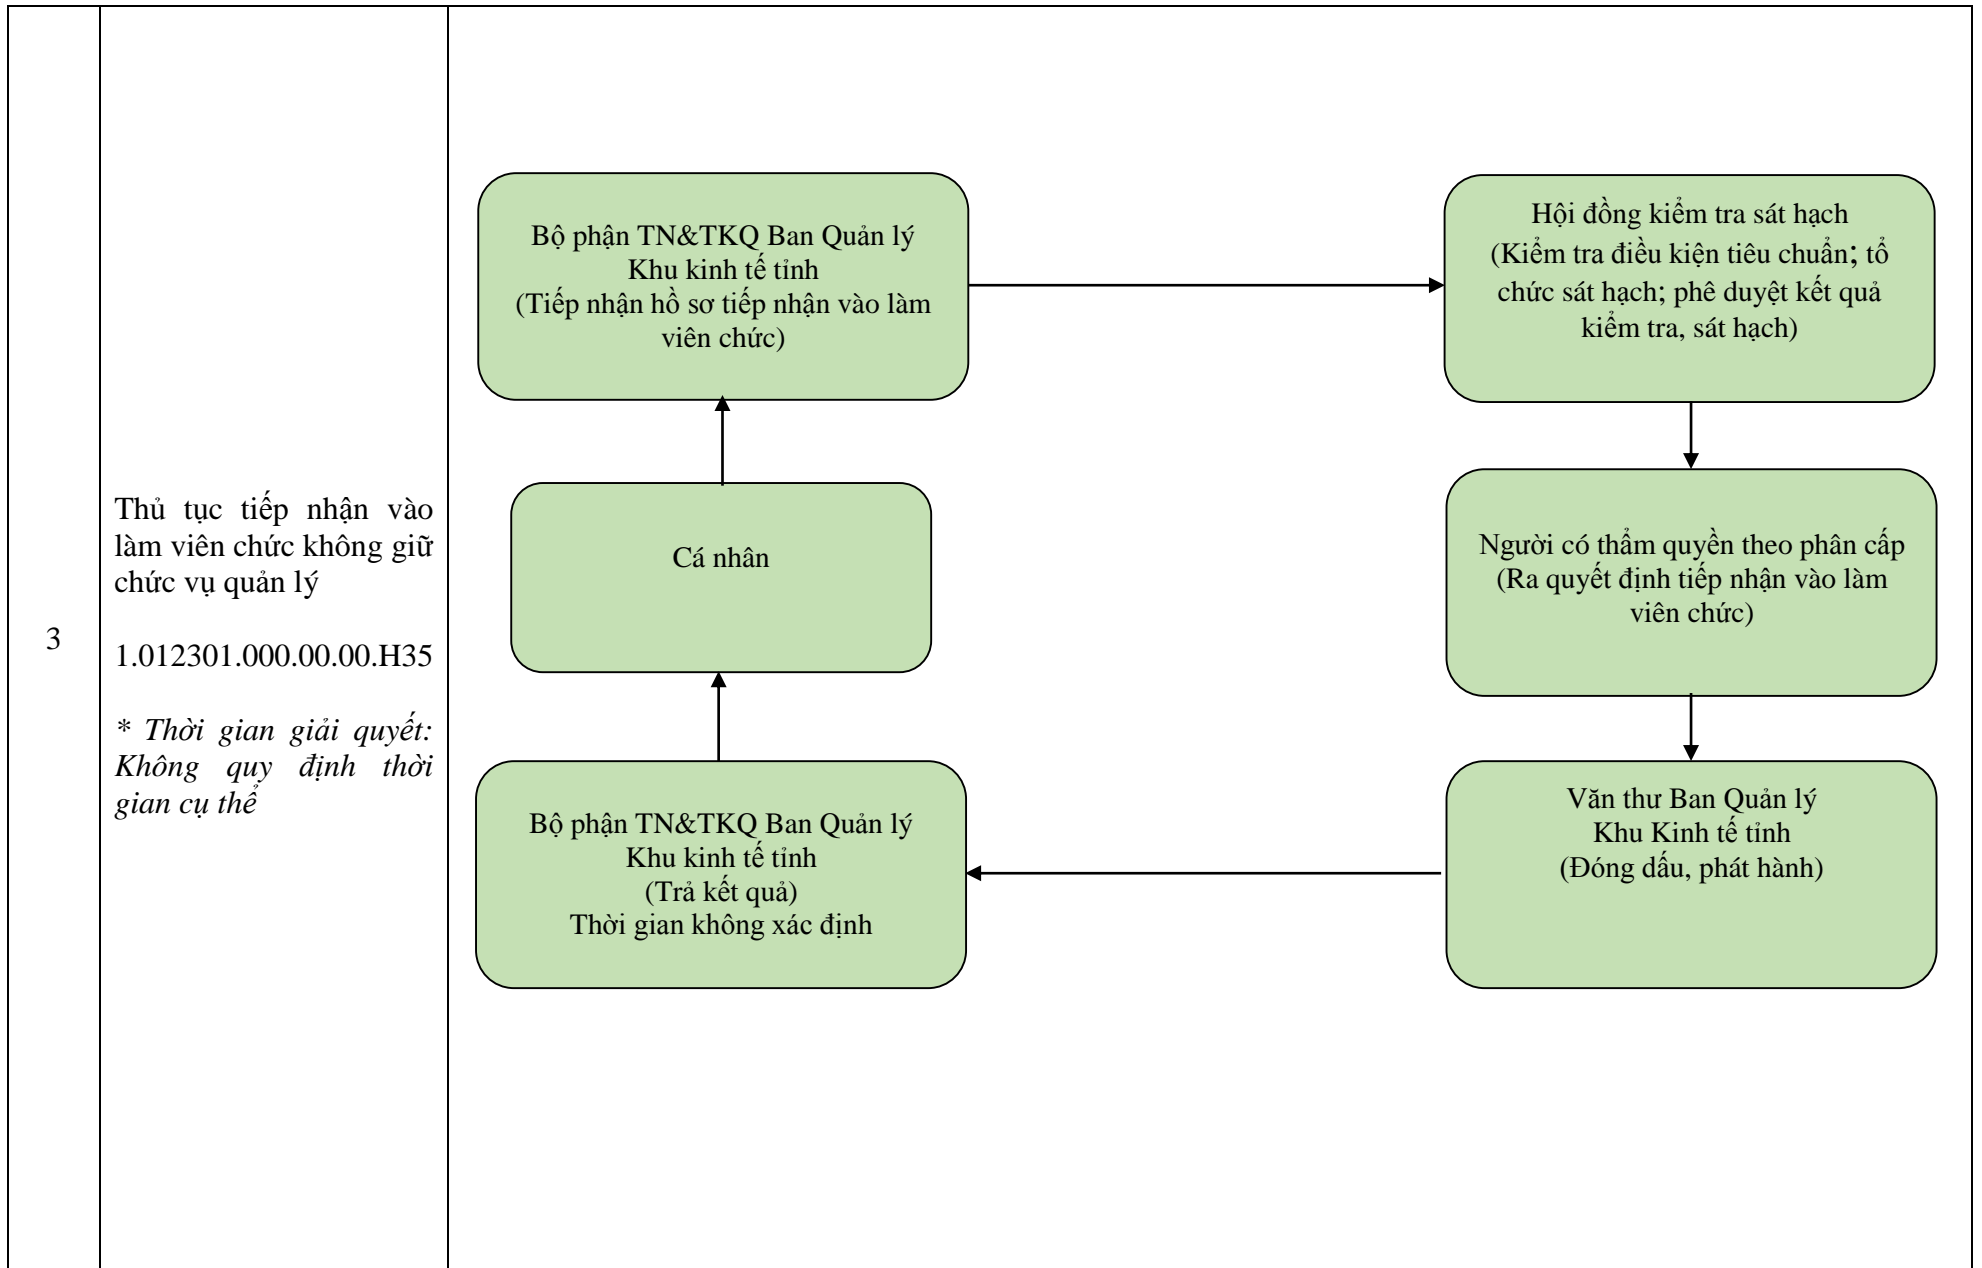 3
Thủ tục tiếp nhận vào
làm viên chức không giữ
chức vụ quản lý
1.012301.000.00.00.H35
* Thời gian giải quyết:
Không quy định thời
gian cụ thể
Bộ phận TN&TKQ Ban Quản lý
Khu kinh tế tỉnh
(Tiếp nhận hồ sơ tiếp nhận vào làm
viên chức)
Hội đồng kiểm tra sát hạch
(Kiểm tra điều kiện tiêu chuẩn; tổ
chức sát hạch; phê duyệt kết quả
kiểm tra, sát hạch)
Cá nhân
Người có thẩm quyền theo phân cấp
(Ra quyết định tiếp nhận vào làm
viên chức)
Bộ phận TN&TKQ Ban Quản lý
Khu kinh tế tỉnh
(Trả kết quả)
Thời gian không xác định
Văn thư Ban Quản lý
Khu Kinh tế tỉnh
(Đóng dấu, phát hành)